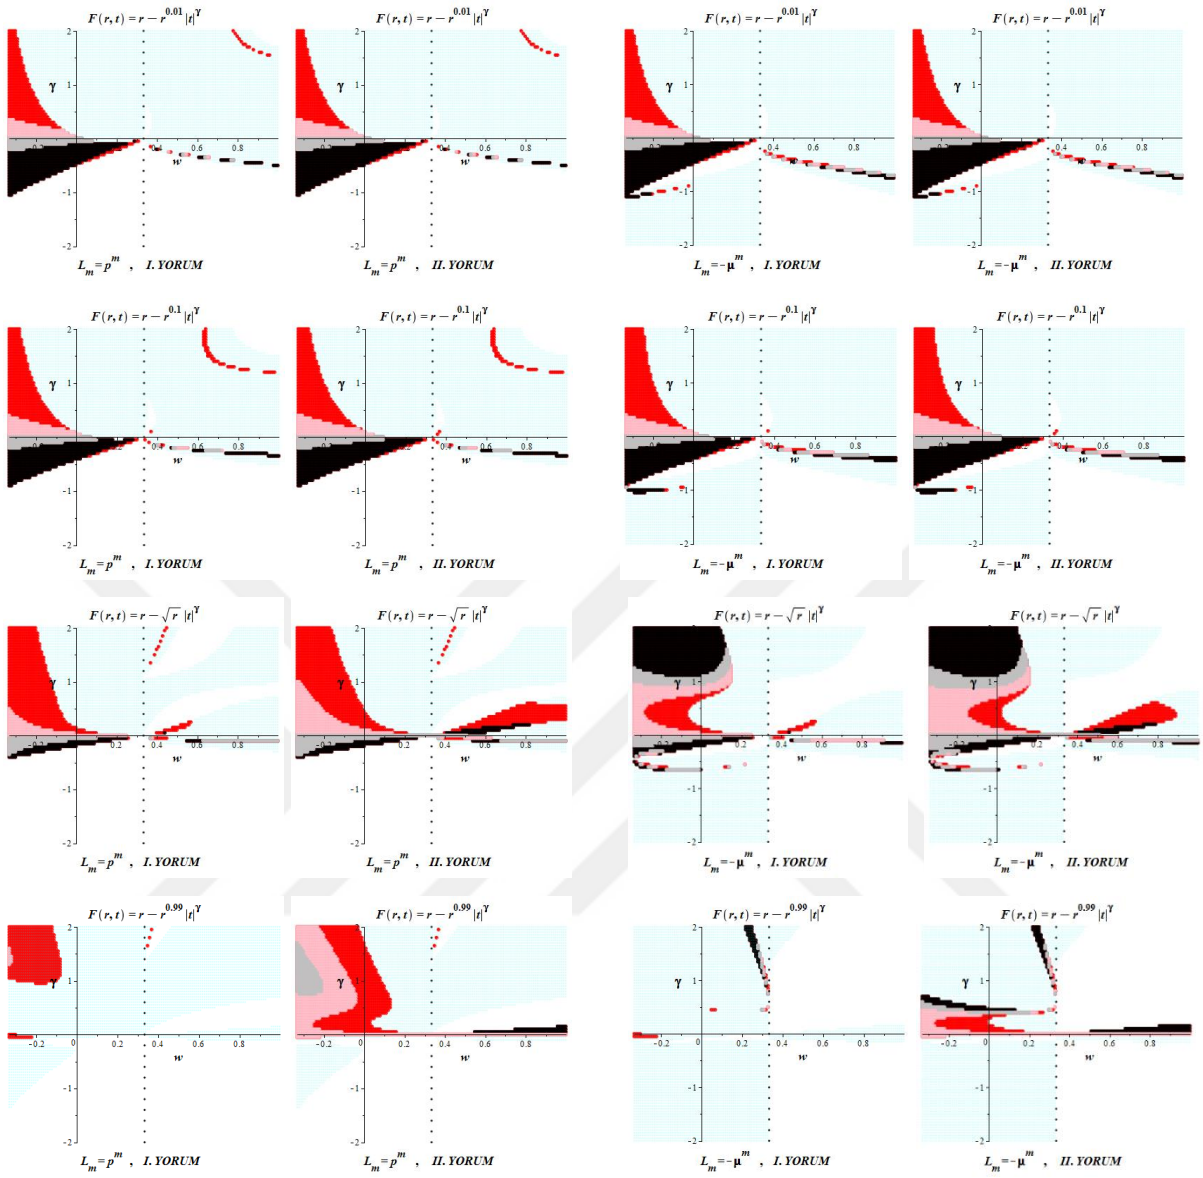 F(r, t) = r − r^0.01 |t|^γ
F(r, t) = r − r^0.01 |t|^γ
F(r, t) = r − r^0.01 |t|^γ
F(r, t) = r − r^0.01 |t|^γ
L_m = p^m , I. YORUM
L_m = p^m , II. YORUM
L_m = −μ^m , I. YORUM
L_m = −μ^m , II. YORUM
F(r, t) = r − r^0.1 |t|^γ
F(r, t) = r − r^0.1 |t|^γ
F(r, t) = r − r^0.1 |t|^γ
F(r, t) = r − r^0.1 |t|^γ
L_m = p^m , I. YORUM
L_m = p^m , II. YORUM
L_m = −μ^m , I. YORUM
L_m = −μ^m , II. YORUM
F(r, t) = r − √r |t|^γ
F(r, t) = r − √r |t|^γ
F(r, t) = r − √r |t|^γ
F(r, t) = r − √r |t|^γ
L_m = p^m , I. YORUM
L_m = p^m , II. YORUM
L_m = −μ^m , I. YORUM
L_m = −μ^m , II. YORUM
F(r, t) = r − r^0.99 |t|^γ
F(r, t) = r − r^0.99 |t|^γ
F(r, t) = r − r^0.99 |t|^γ
F(r, t) = r − r^0.99 |t|^γ
L_m = p^m , I. YORUM
L_m = p^m , II. YORUM
L_m = −μ^m , I. YORUM
L_m = −μ^m , II. YORUM